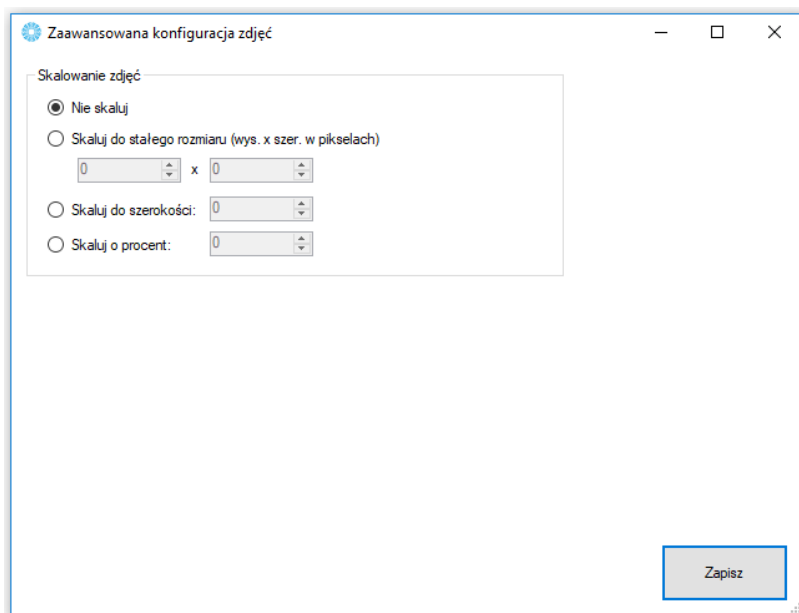 Zaawansowana konfiguracja zdjęć
Skalowanie zdjęć
Nie skaluj
Skaluj do stałego rozmiaru (wys. x szer. w pikselach)
0 x 0
Skaluj do szerokości: 0
Skaluj o procent: 0
Zapisz